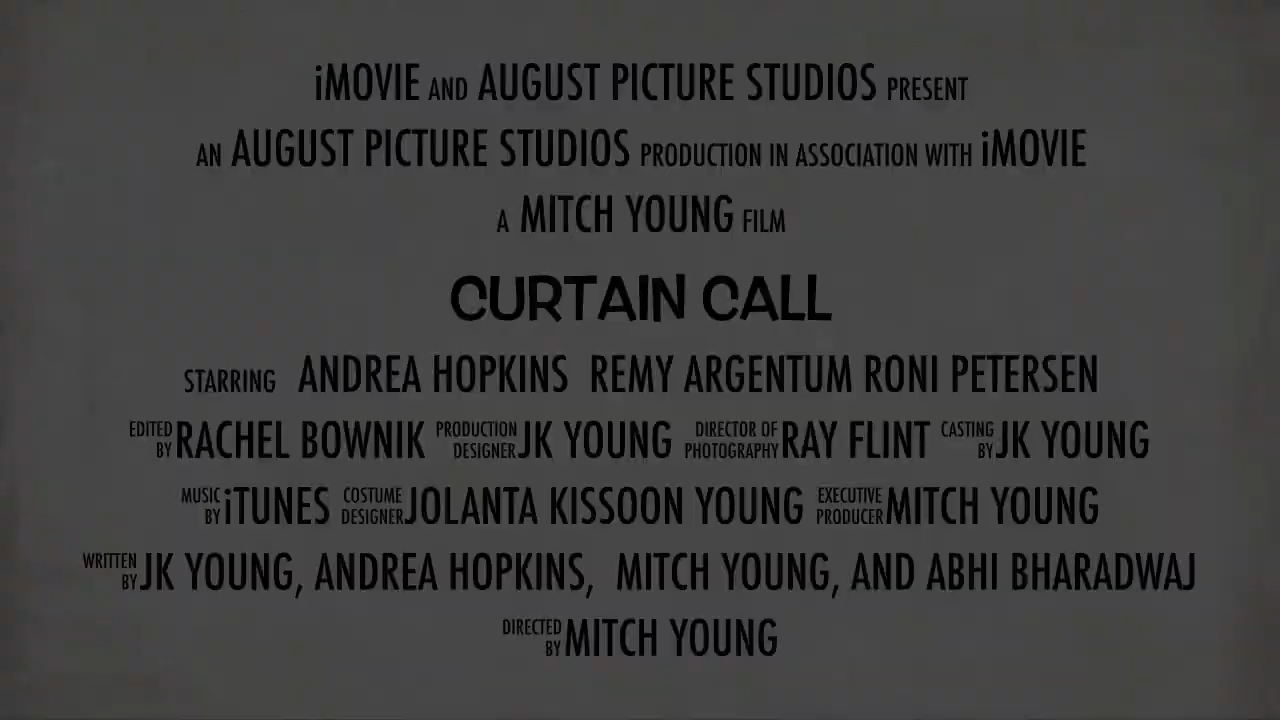 iMOVIE AND AUGUST PICTURE STUDIOS PRESENT
AN AUGUST PICTURE STUDIOS PRODUCTION IN ASSOCIATION WITH iMOVIE
A MITCH YOUNG FILM
CURTAIN CALL
STARRING ANDREA HOPKINS REMY ARGENTUM RONI PETERSEN
EDITED BY RACHEL BOWNIK PRODUCTION DESIGNER JK YOUNG DIRECTOR OF PHOTOGRAPHY RAY FLINT CASTING BY JK YOUNG
MUSIC BY iTUNES COSTUME DESIGNER JOLANTA KISSOON YOUNG EXECUTIVE PRODUCER MITCH YOUNG
WRITTEN BY JK YOUNG, ANDREA HOPKINS, MITCH YOUNG, AND ABHI BHARADWAJ
DIRECTED BY MITCH YOUNG